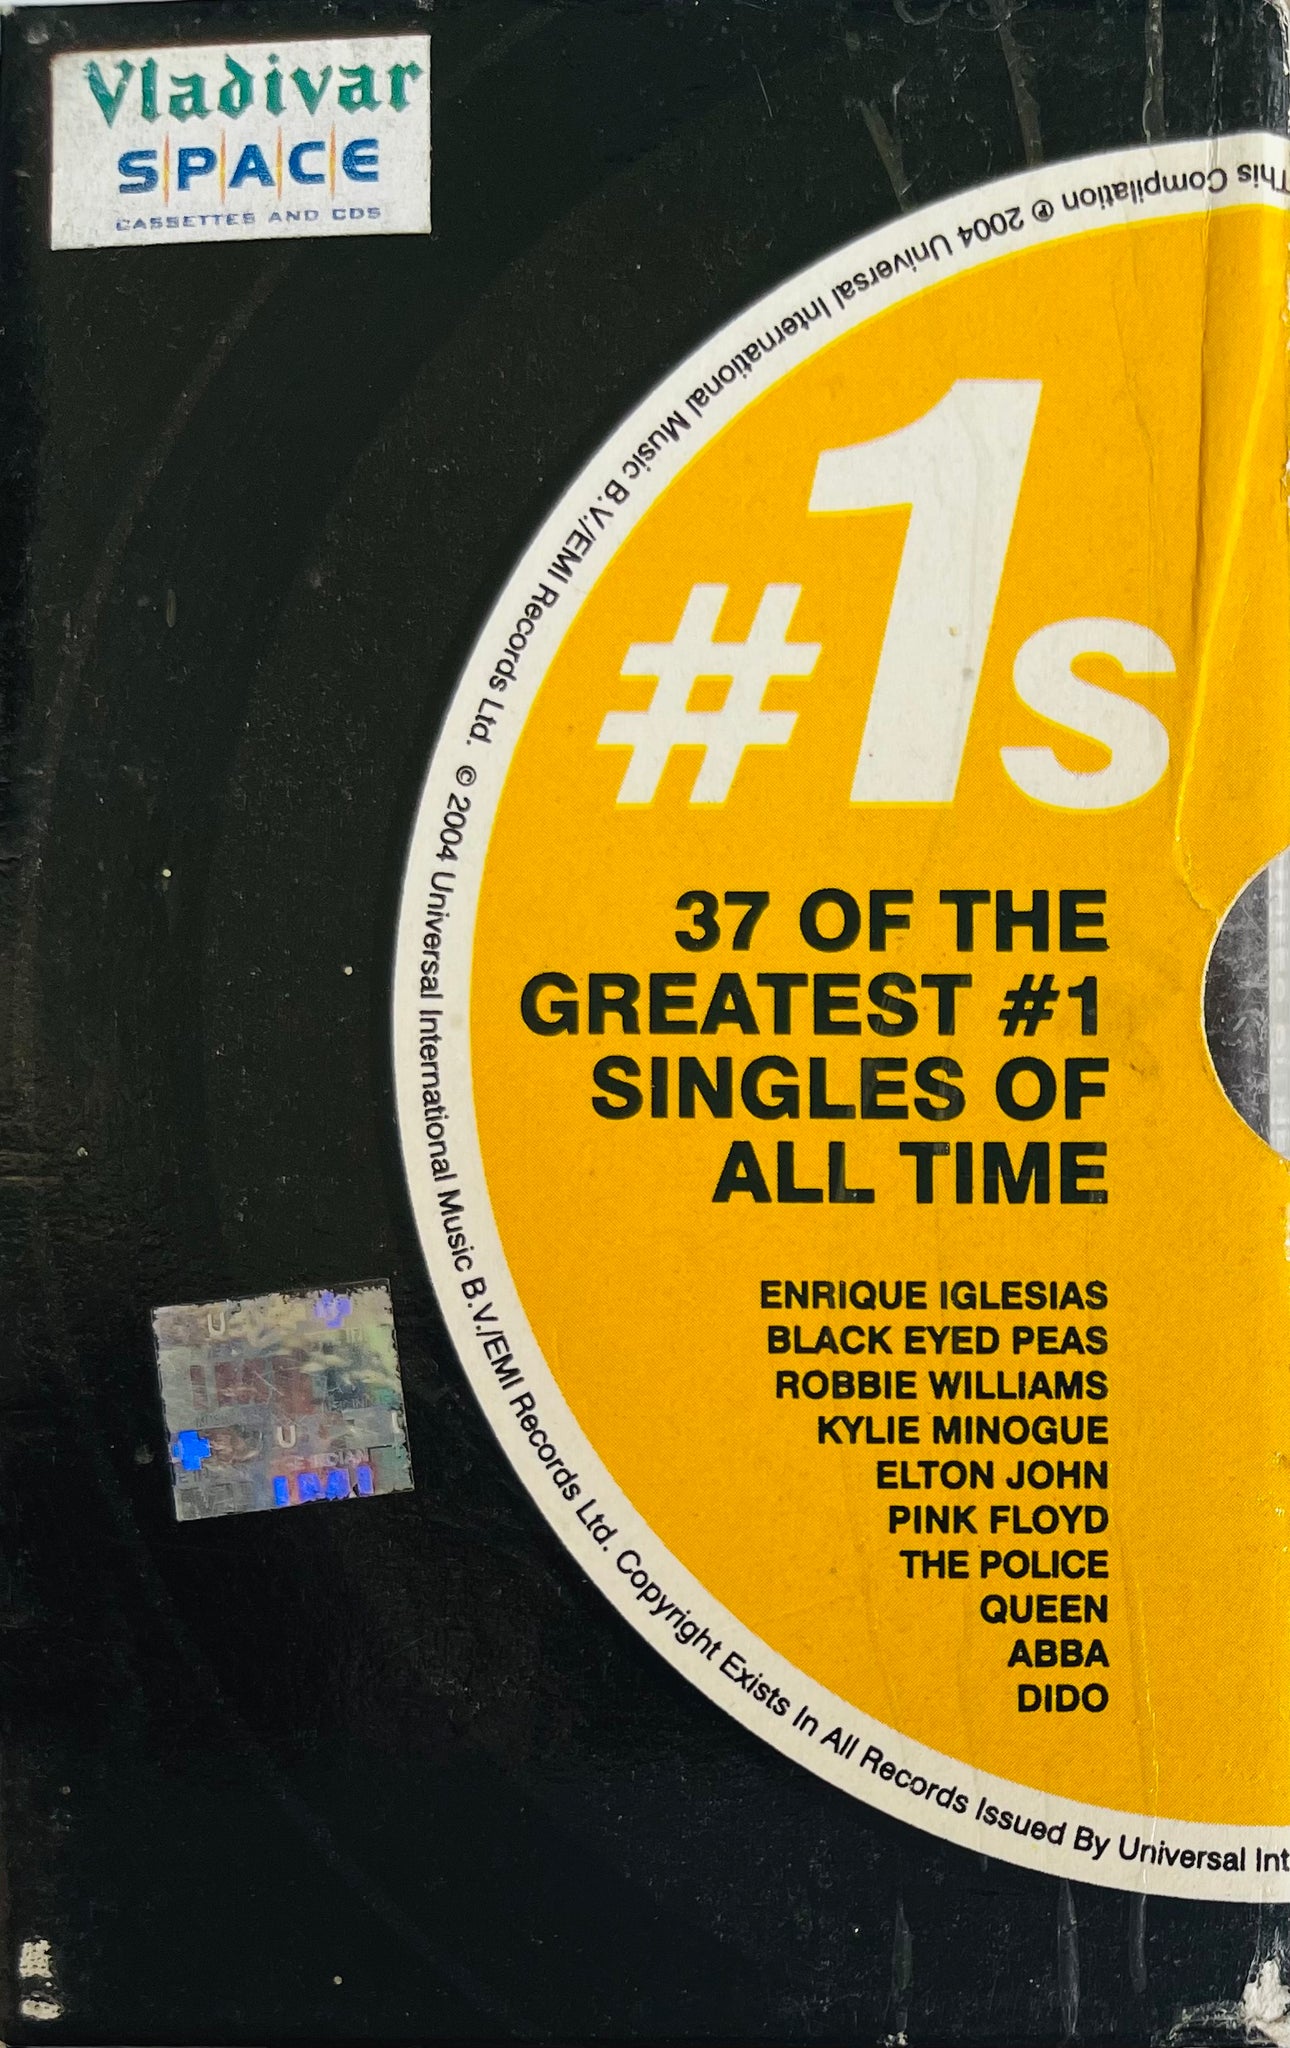 Vladivar
SPACE
CASSETTES AND CDS
This Compilation ℗ 2004 Universal International Music B.V./EMI Records Ltd. © 2004 Universal International Music B.V./EMI Records Ltd. Copyright Exists In All Records Issued By Universal Int
#1s
37 OF THE
GREATEST #1
SINGLES OF
ALL TIME
ENRIQUE IGLESIAS
BLACK EYED PEAS
ROBBIE WILLIAMS
KYLIE MINOGUE
ELTON JOHN
PINK FLOYD
THE POLICE
QUEEN
ABBA
DIDO